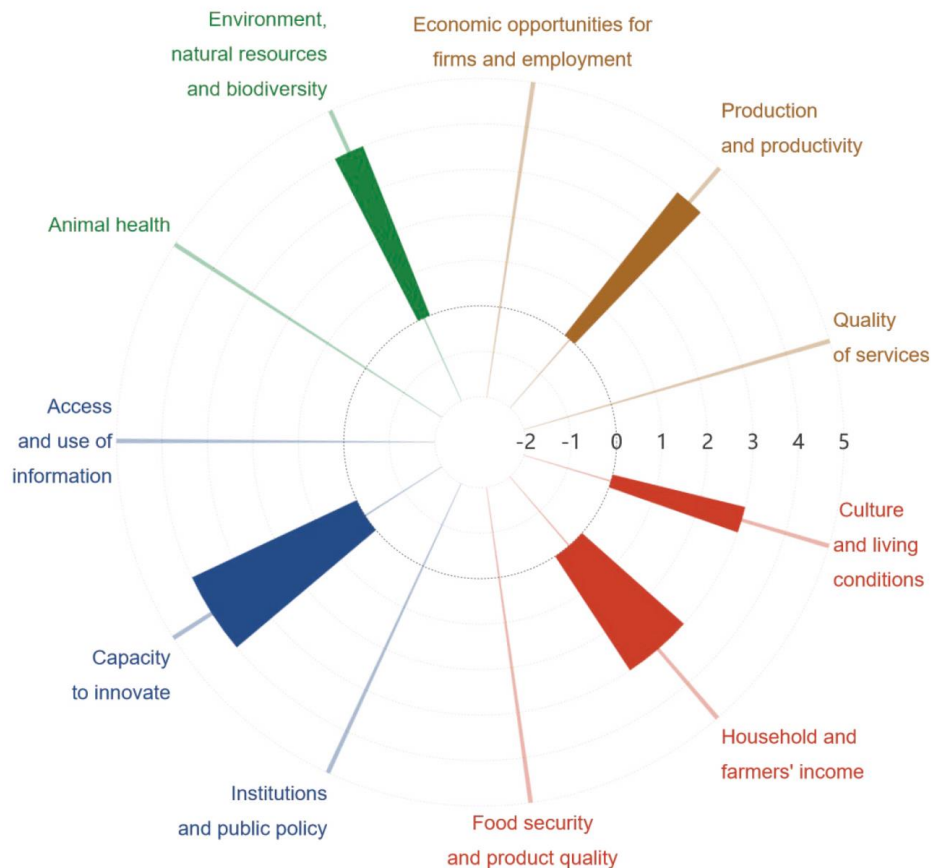 Environment,
natural resources
and biodiversity
Economic opportunities for
firms and employment
Production
and productivity
Animal health
Quality
of services
Access
and use of
information
-2 -1 0 1 2 3 4 5
Culture
and living
conditions
Capacity
to innovate
Household and
farmers' income
Institutions
and public policy
Food security
and product quality